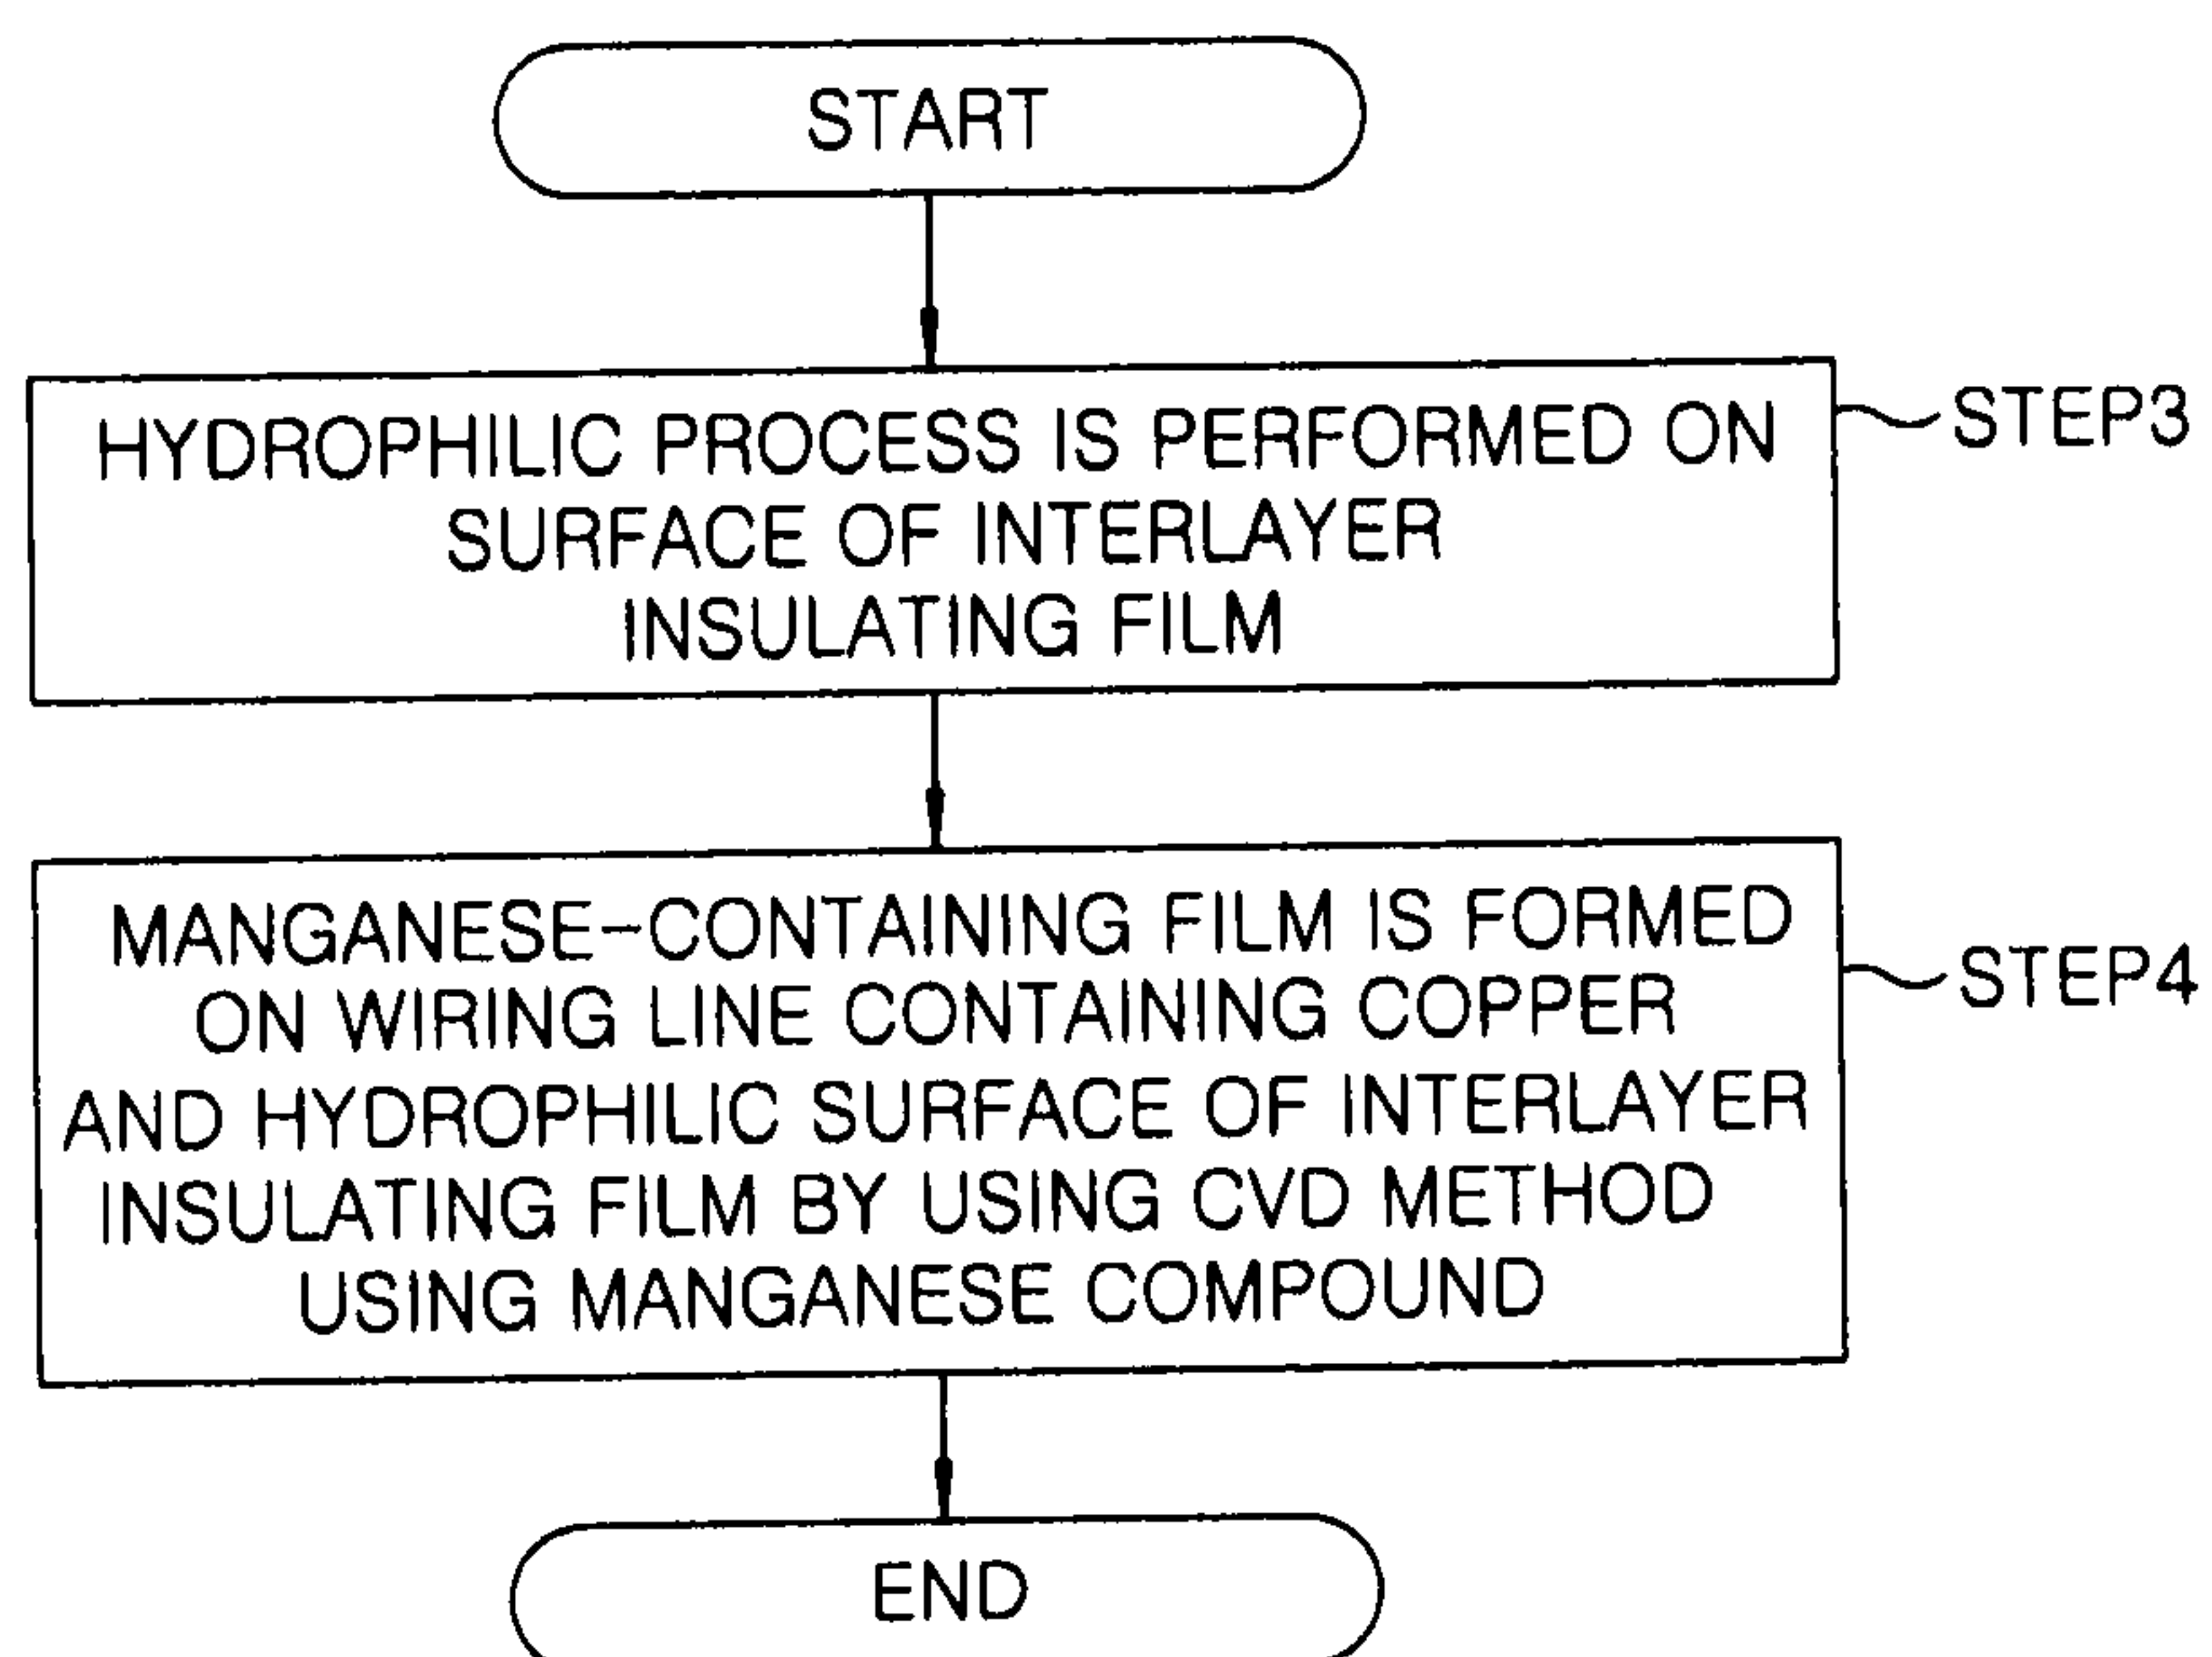 START
HYDROPHILIC PROCESS IS PERFORMED ON
SURFACE OF INTERLAYER
INSULATING FILM
STEP3
MANGANESE-CONTAINING FILM IS FORMED
ON WIRING LINE CONTAINING COPPER
AND HYDROPHILIC SURFACE OF INTERLAYER
INSULATING FILM BY USING CVD METHOD
USING MANGANESE COMPOUND
STEP4
END